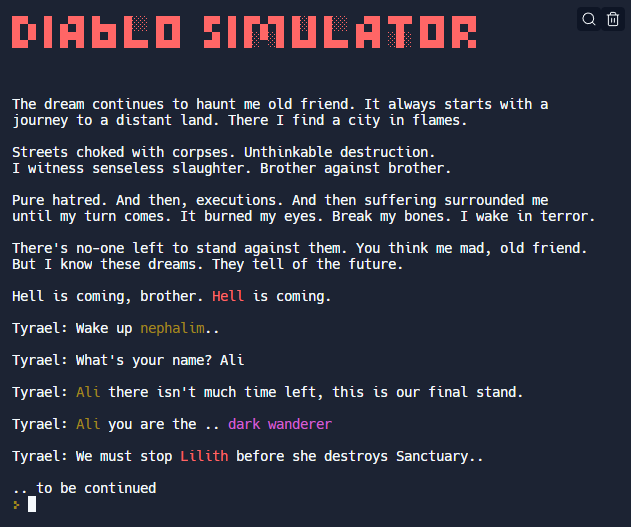 DIABLO SIMULATOR
The dream continues to haunt me old friend. It always starts with a
journey to a distant land. There I find a city in flames.
Streets choked with corpses. Unthinkable destruction.
I witness senseless slaughter. Brother against brother.
Pure hatred. And then, executions. And then suffering surrounded me
until my turn comes. It burned my eyes. Break my bones. I wake in terror.
There's no-one left to stand against them. You think me mad, old friend.
But I know these dreams. They tell of the future.
Hell is coming, brother. Hell is coming.
Tyrael: Wake up nephalim..
Tyrael: What's your name? Ali
Tyrael: Ali there isn't much time left, this is our final stand.
Tyrael: Ali you are the .. dark wanderer
Tyrael: We must stop Lilith before she destroys Sanctuary..
.. to be continued
>